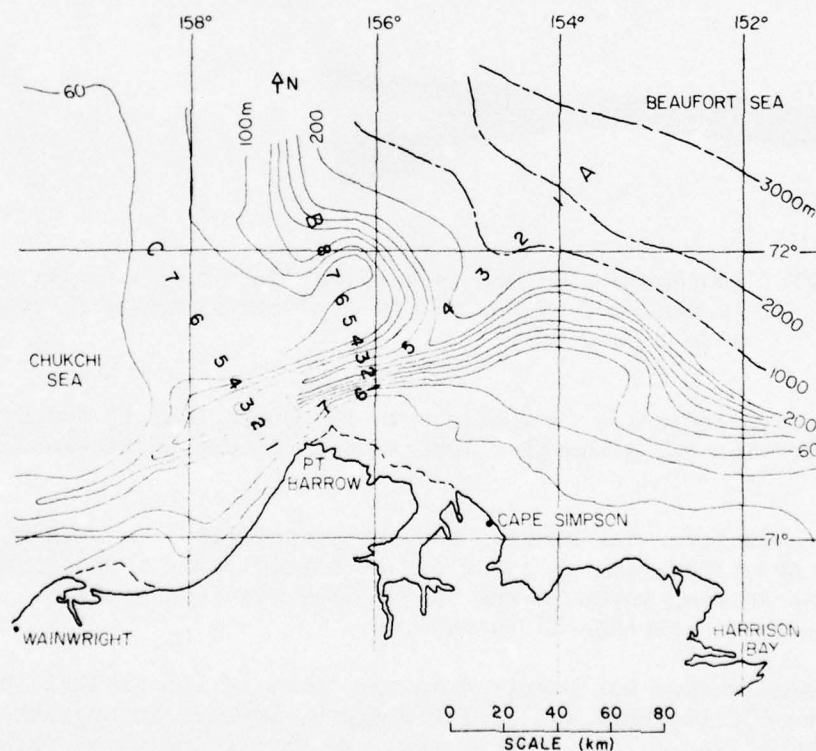 158° 156° 154° 152°
60
N
100m
200
BEAUFORT SEA
3000m
A
B
C
8
2
72°
7
7
3
6
6
4
2000
5
5
4
5
CHUKCHI
SEA
4
3
3
2
2
1
1
6
7
1000
200
60
PT.
BARROW
CAPE SIMPSON
71°
WAINWRIGHT
HARRISON
BAY
0 20 40 60 80
SCALE (km)